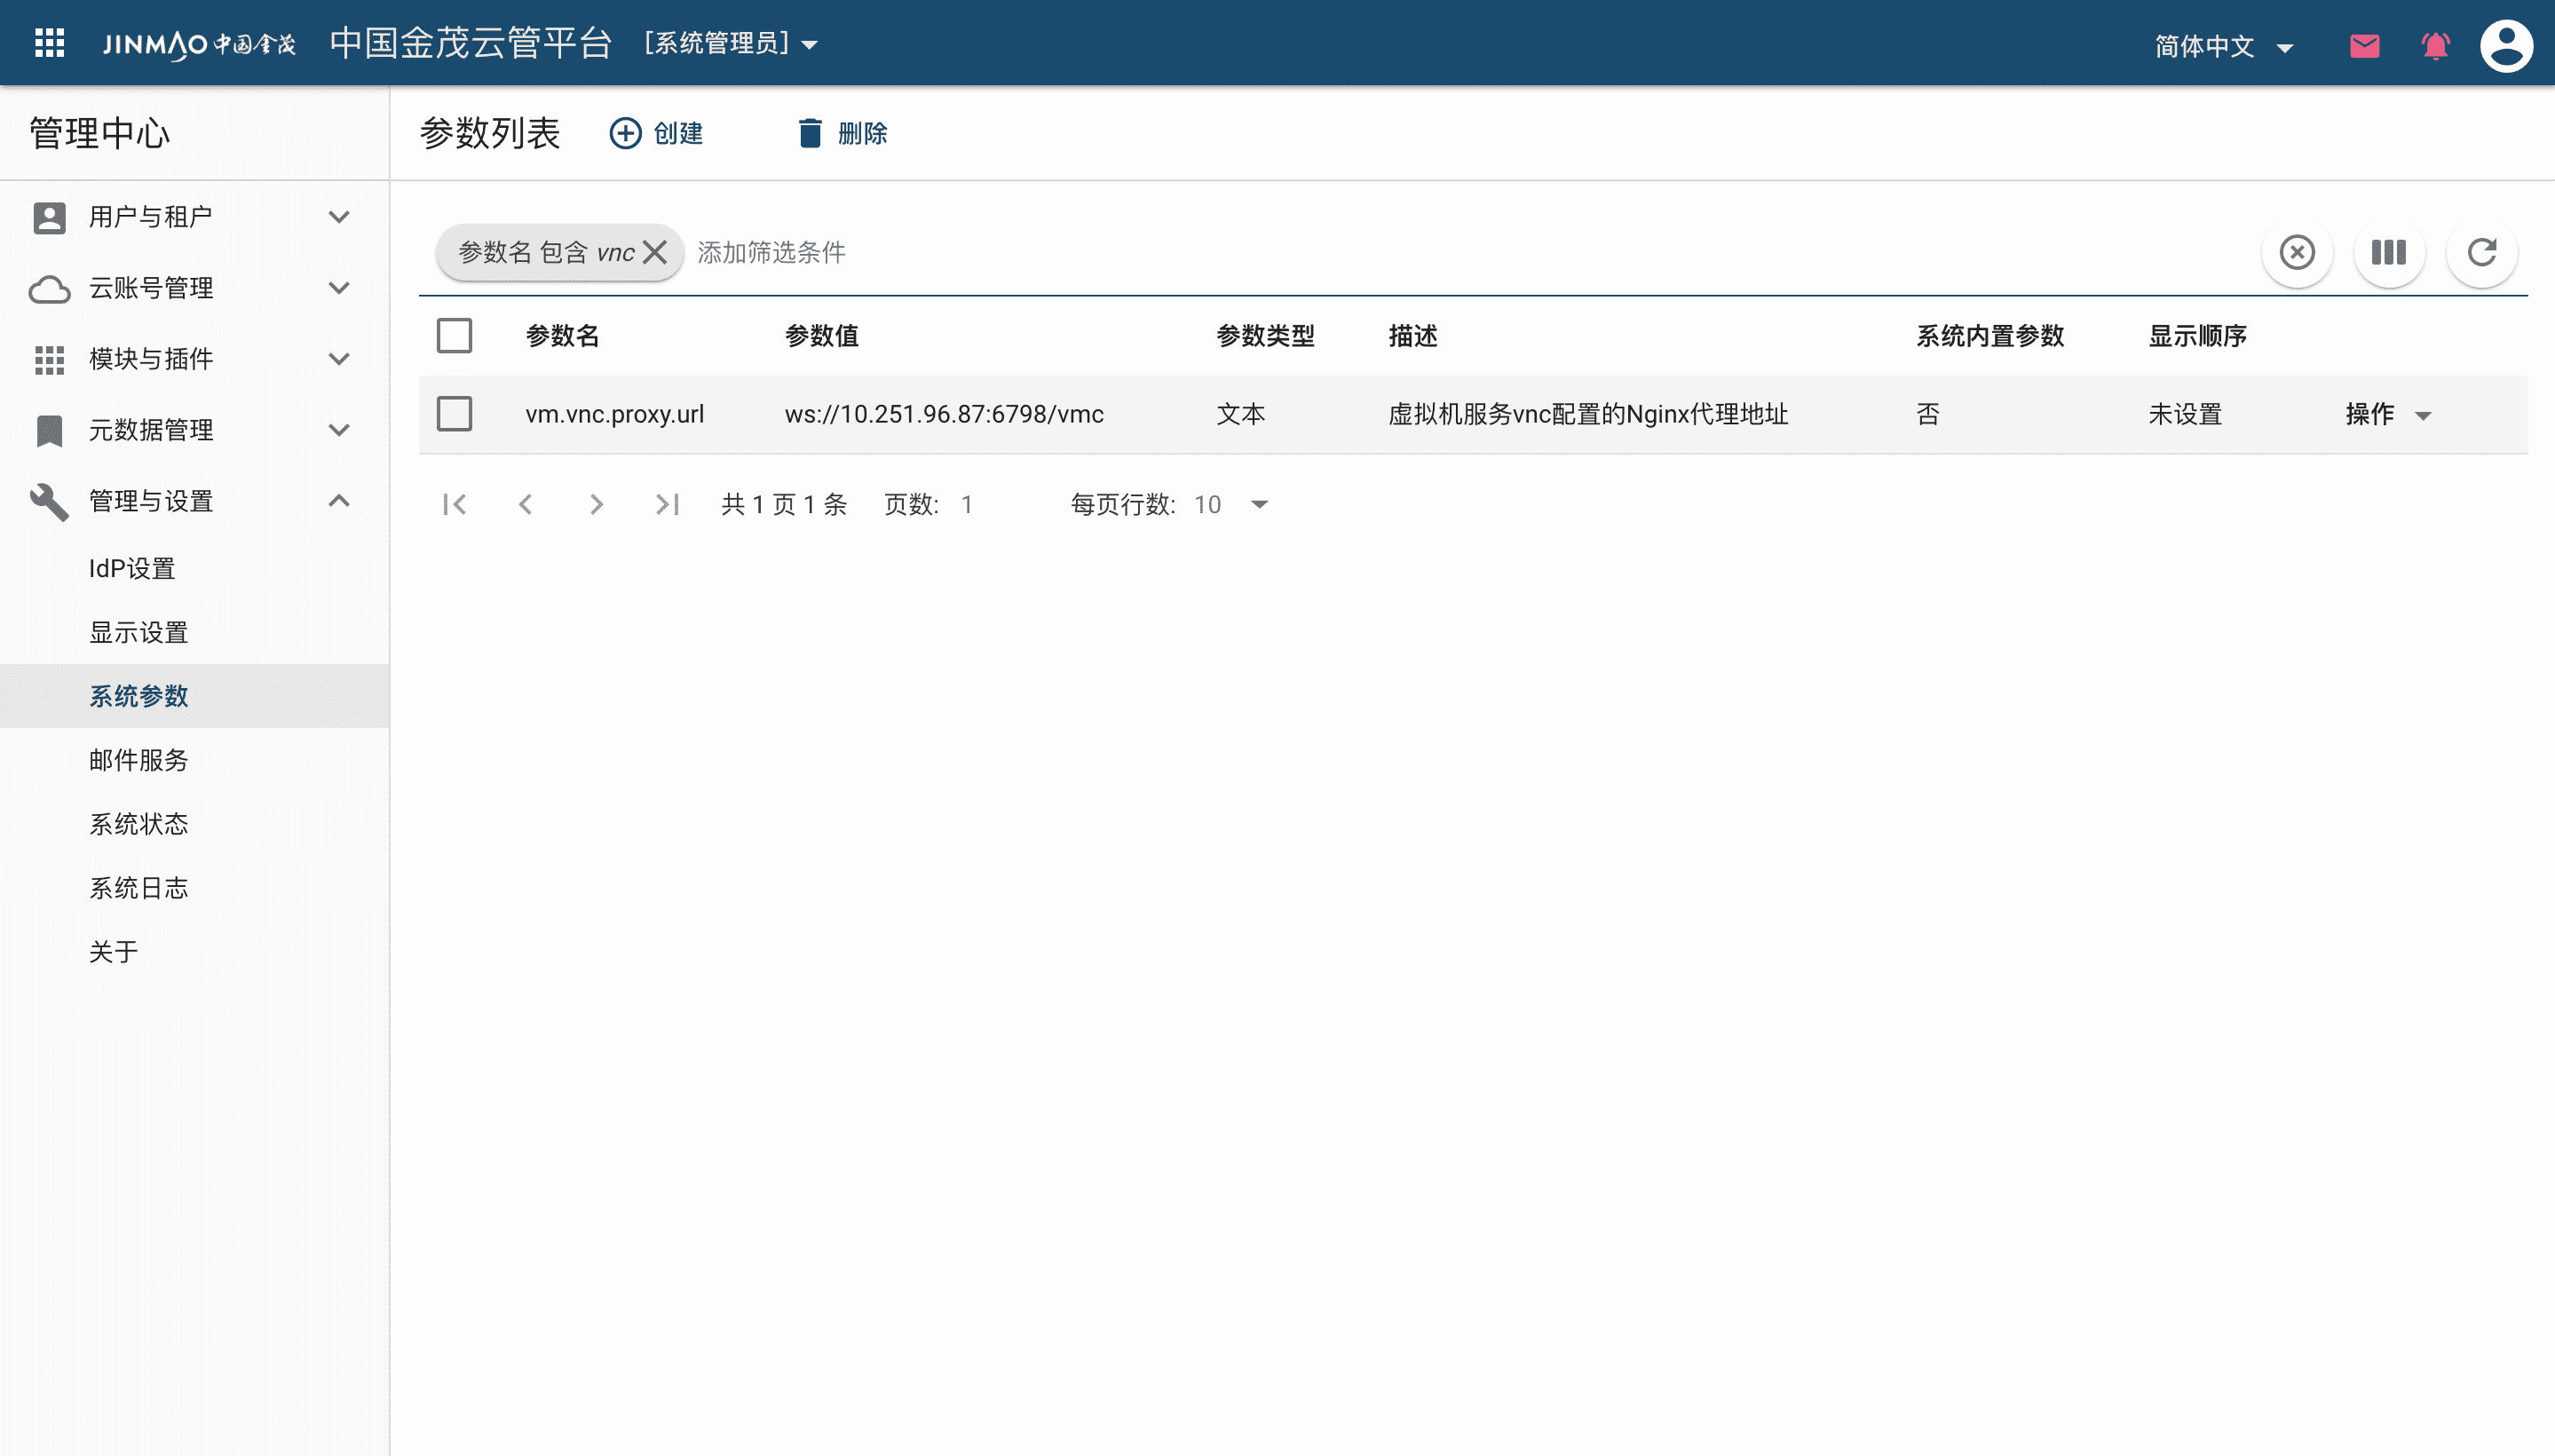 JINMAO中国金茂 中国金茂云管平台 [系统管理员]
简体中文
管理中心
用户与租户
云账号管理
模块与插件
元数据管理
管理与设置
IdP设置
显示设置
系统参数
邮件服务
系统状态
系统日志
关于
参数列表 创建 删除
参数名 包含 vnc 添加筛选条件
参数名 参数值 参数类型 描述 系统内置参数 显示顺序
vm.vnc.proxy.url ws://10.251.96.87:6798/vmc 文本 虚拟机服务vnc配置的Nginx代理地址 否 未设置 操作
共 1 页 1 条 页数: 1 每页行数: 10